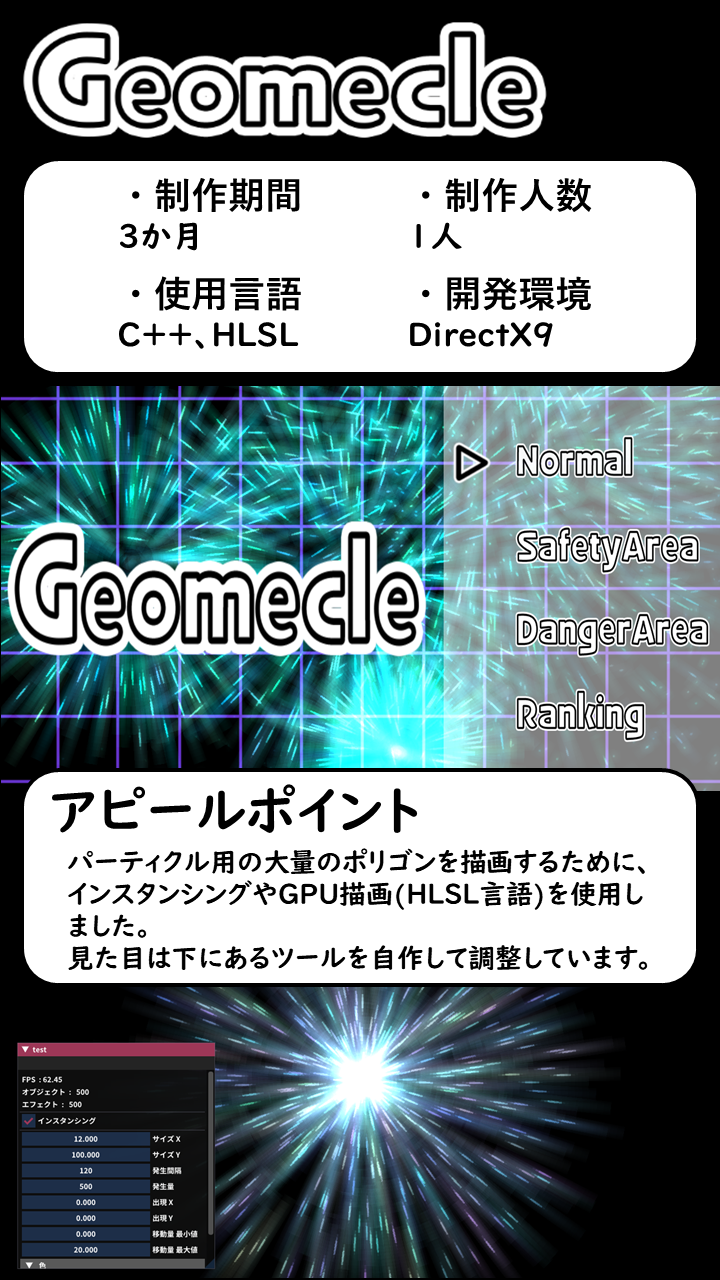 Geomecle
・制作期間
3か月
・制作人数
1人
・使用言語
C++、HLSL
・開発環境
DirectX9
Geomecle
Normal
SafetyArea
DangerArea
Ranking
アピールポイント
パーティクル用の大量のポリゴンを描画するために、
インスタンシングやGPU描画(HLSL言語)を使用し
ました。
見た目は下にあるツールを自作して調整しています。
▼ test
FPS : 62.45
オブジェクト : 500
エフェクト : 500
インスタンシング
12.000 サイズ X
100.000 サイズ Y
120 発生間隔
500 発生量
0.000 出現 X
0.000 出現 Y
0.000 移動量 最小値
20.000 移動量 最大値
▼ 色